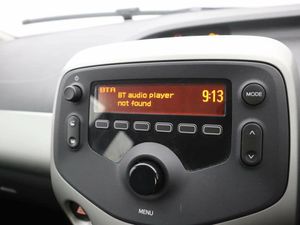 BTA
BT audio player
not found
9:13
MODE
MENU